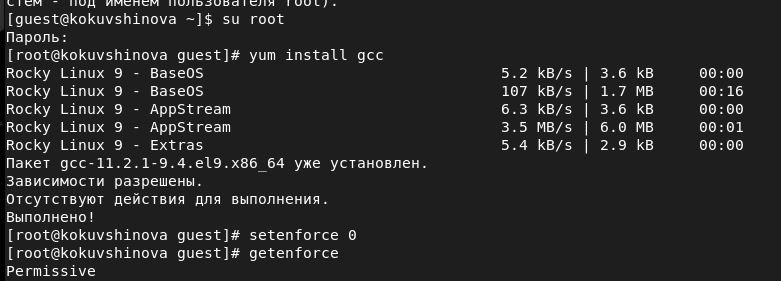 стем - под именем пользователя root).
[guest@kokuvshinova ~]$ su root
Пароль:
[root@kokuvshinova guest]# yum install gcc
Rocky Linux 9 - BaseOS 5.2 kB/s | 3.6 kB 00:00
Rocky Linux 9 - BaseOS 107 kB/s | 1.7 MB 00:16
Rocky Linux 9 - AppStream 6.3 kB/s | 3.6 kB 00:00
Rocky Linux 9 - AppStream 3.5 MB/s | 6.0 MB 00:01
Rocky Linux 9 - Extras 5.4 kB/s | 2.9 kB 00:00
Пакет gcc-11.2.1-9.4.el9.x86_64 уже установлен.
Зависимости разрешены.
Отсутствуют действия для выполнения.
Выполнено!
[root@kokuvshinova guest]# setenforce 0
[root@kokuvshinova guest]# getenforce
Permissive